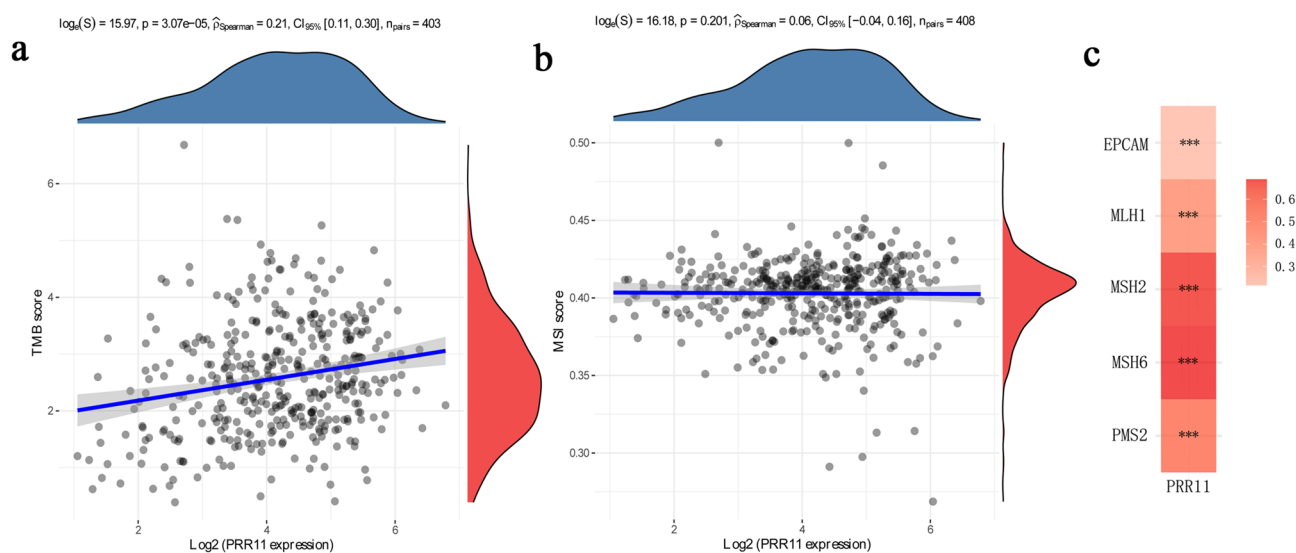 logₑ(S) = 15.97, p = 3.07e−05, ρ̂Spearman = 0.21, CI95% [0.11, 0.30], npairs = 403
a
6
4
2
TMB score
2
4
6
Log2 (PRR11 expression)
logₑ(S) = 16.18, p = 0.201, ρ̂Spearman = 0.06, CI95% [−0.04, 0.16], npairs = 408
b
0.50
0.45
0.40
0.35
0.30
MSI score
2
4
6
Log2 (PRR11 expression)
c
EPCAM ***
MLH1 ***
MSH2 ***
MSH6 ***
PMS2 ***
PRR11
0.6
0.5
0.4
0.3